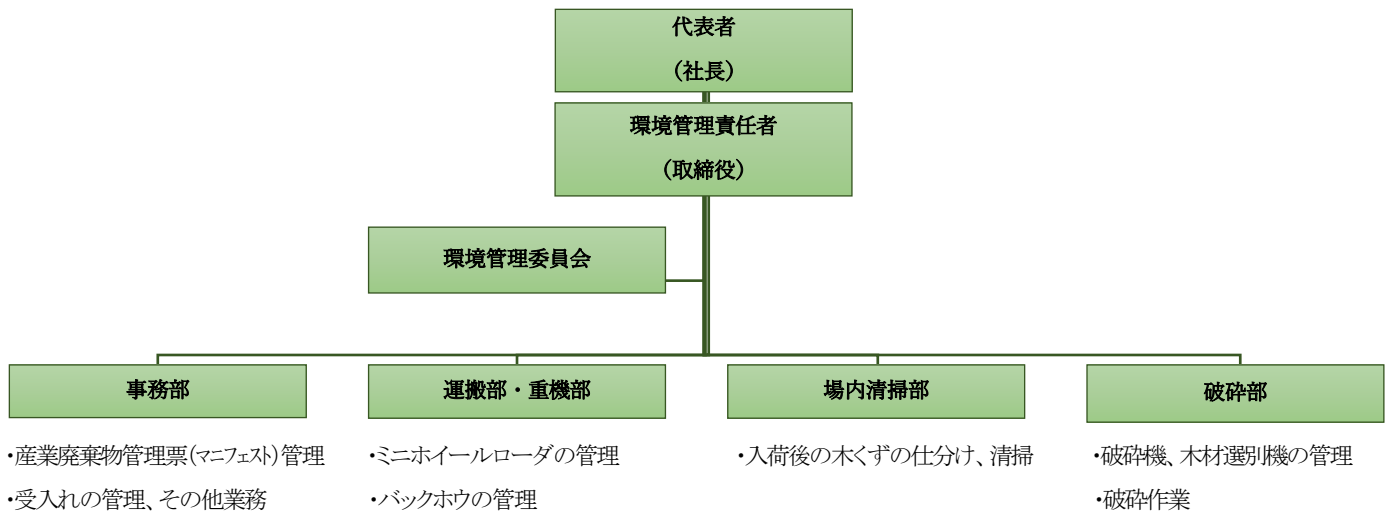 代表者
（社長）
環境管理責任者
（取締役）
環境管理委員会
事務部
運搬部・重機部
場内清掃部
破砕部
・産業廃棄物管理票(マニフェスト)管理
・受入れの管理、その他業務
・ミニホイールローダの管理
・バックホウの管理
・入荷後の木くずの仕分け、清掃
・破砕機、木材選別機の管理
・破砕作業